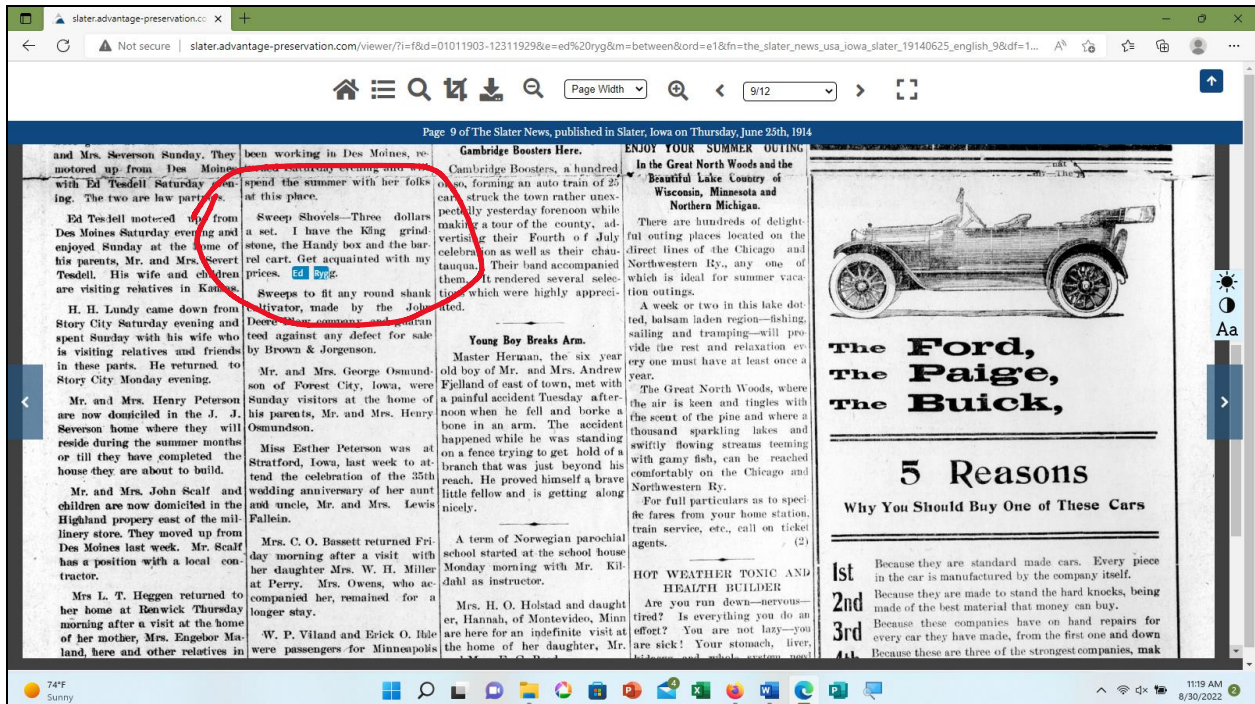 slater.advantage-preservation.co
Not secure
slater.advantage-preservation.com/viewer/?i=f&d=01011903-12311929&e=ed%20ryg&m=between&ord=e1&fn=the_slater_news_usa_iowa_slater_19140625_english_9&df=1...
Page Width
9/12
Page 9 of The Slater News, published in Slater, Iowa on Thursday, June 25th, 1914
and Mrs. Severson Sunday. They
motored up from Des Moines
with Ed Tesdell Saturday even-
ing. The two are law partners.
Ed Tesdell motered up from
Des Moines Saturday evening and
enjoyed Sunday at the home of
his parents, Mr. and Mrs. Severt
Tesdell. His wife and children
are visiting relatives in Kansas.
H. H. Lundy came down from
Story City Saturday evening and
spent Sunday with his wife who
is visiting relatives and friends
in these parts. He returned to
Story City Monday evening.
Mr. and Mrs. Henry Peterson
are now domiciled in the J. J.
Severson home where they will
reside during the summer months
or till they have completed the
house they are about to build.
Mr. and Mrs. John Scalf and
children are now domiciled in the
Highland propery east of the mil-
linery store. They moved up from
Des Moines last week. Mr. Scalf
has a position with a local con-
tractor.
Mrs L. T. Heggen returned to
her home at Renwick Thursday
morning after a visit at the home
of her mother, Mrs. Engebor Ma-
land, here and other relatives in
been working in Des Moines, re-
turned Saturday evening and will
spend the summer with her folks
at this place.
Sweep Shovels—Three dollars
a set. I have the King grind-
stone, the Handy box and the bar-
rel cart. Get acquainted with my
prices. Ed Rygg.
Sweeps to fit any round shank
cultivator, made by the John
Deere Plow company and guaran
teed against any defect for sale
by Brown & Jorgenson.
Mr. and Mrs. George Osmund-
son of Forest City, Iowa, were
Sunday visitors at the home of
his parents, Mr. and Mrs. Henry
Osmundson.
Miss Esther Peterson was at
Stratford, Iowa, last week to at-
tend the celebration of the 35th
wedding anniversary of her aunt
and uncle, Mr. and Mrs. Lewis
Fallein.
Mrs. C. O. Bassett returned Fri-
day morning after a visit with
her daughter Mrs. W. H. Miller
at Perry. Mrs. Owens, who ac-
companied her, remained for a
longer stay.
W. P. Viland and Erick O. Ihle
were passengers for Minneapolis
Cambridge Boosters Here.
Cambridge Boosters, a hundred
or so, forming an auto train of 25
cars, struck the town rather unex-
pectedly yesterday forenoon while
making a tour of the county, ad-
vertising their Fourth of July
celebration as well as their chau-
tauqua. Their band accompanied
them. It rendered several selec-
tions which were highly appreci-
ated.
Young Boy Breaks Arm.
Master Herman, the six year
old boy of Mr. and Mrs. Andrew
Fjelland of east of town, met with
a painful accident Tuesday after-
noon when he fell and borke a
bone in an arm. The accident
happened while he was standing
on a fence trying to get hold of a
branch that was just beyond his
reach. He proved himself a brave
little fellow and is getting along
nicely.
A term of Norwegian parochial
school started at the school house
Monday morning with Mr. Kil-
dahl as instructor.
Mrs. H. O. Holstad and daught
er, Hannah, of Montevideo, Minn
are here for an indefinite visit at
the home of her daughter, Mr.
ENJOY YOUR SUMMER OUTING
In the Great North Woods and the
Beautiful Lake Country of
Wisconsin, Minnesota and
Northern Michigan.
There are hundreds of delight-
ful outing places located on the
direct lines of the Chicago and
Northwestern Ry., any one of
which is ideal for summer vaca-
tion outings.
A week or two in this lake dot-
ted, balsam laden region—fishing,
sailing and tramping—will pro-
vide the rest and relaxation ev-
ery one must have at least once a
year.
The Great North Woods, where
the air is keen and tingles with
the scent of the pine and where a
thousand sparkling lakes and
swiftly flowing streams teeming
with gamy fish, can be reached
comfortably on the Chicago and
Northwestern Ry.
For full particulars as to speci-
fic fares from your home station,
train service, etc., call on ticket
agents. (2)
HOT WEATHER TONIC AND
HEALTH BUILDER
Are you run down—nervous—
tired? Is everything you do an
effort? You are not lazy—you
are sick! Your stomach, liver,
The Ford,
The Paige,
The Buick,
5 Reasons
Why You Should Buy One of These Cars
1st Because they are standard made cars. Every piece
in the car is manufactured by the company itself.
2nd Because they are made to stand the hard knocks, being
made of the best material that money can buy.
3rd Because these companies have on hand repairs for
every car they have made, from the first one and down
4th Because these are three of the strongest companies, mak
Aa
74°F
Sunny
4
11:19 AM
8/30/2022
2